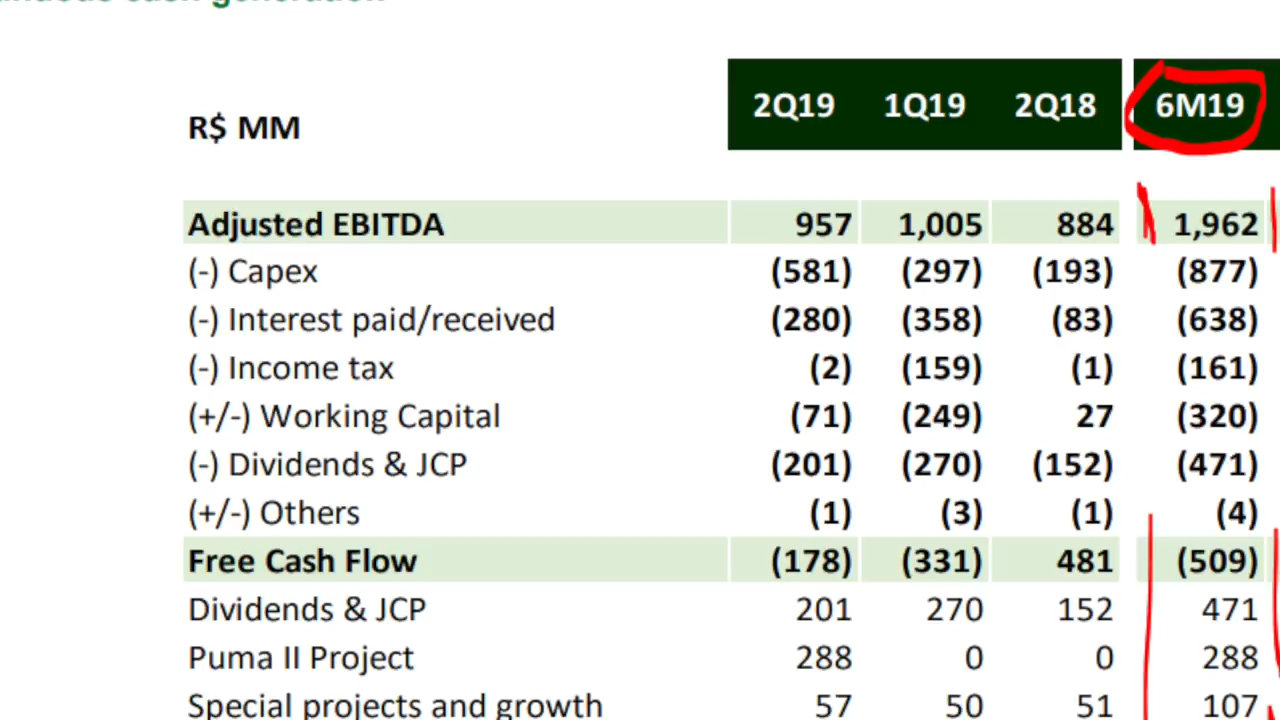 cash generation
2Q19 1Q19 2Q18 6M19
R$ MM
Adjusted EBITDA 957 1,005 884 1,962
(-) Capex (581) (297) (193) (877)
(-) Interest paid/received (280) (358) (83) (638)
(-) Income tax (2) (159) (1) (161)
(+/-) Working Capital (71) (249) 27 (320)
(-) Dividends & JCP (201) (270) (152) (471)
(+/-) Others (1) (3) (1) (4)
Free Cash Flow (178) (331) 481 (509)
Dividends & JCP 201 270 152 471
Puma II Project 288 0 0 288
Special projects and growth 57 50 51 107